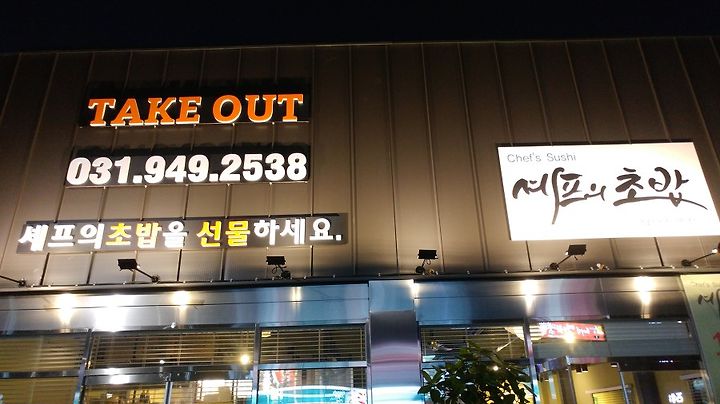 TAKE OUT
031.949.2538
셰프의초밥을 선물하세요.
Chef's Sushi
셰프의 초밥